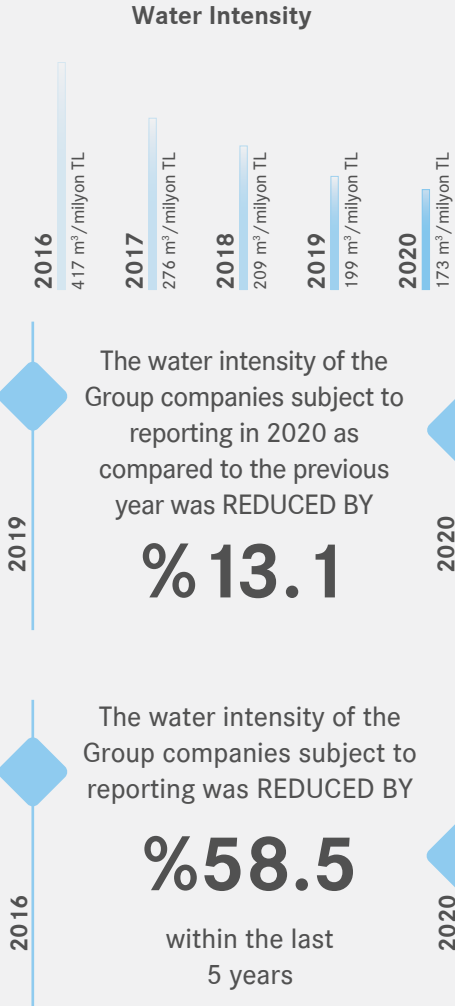 Water Intensity
2016
417 m³/milyon TL
2017
276 m³/milyon TL
2018
209 m³/milyon TL
2019
199 m³/milyon TL
2020
173 m³/milyon TL
The water intensity of the
Group companies subject to
reporting in 2020 as
compared to the previous
year was REDUCED BY
%13.1
2019
2020
The water intensity of the
Group companies subject to
reporting was REDUCED BY
%58.5
within the last
5 years
2016
2020